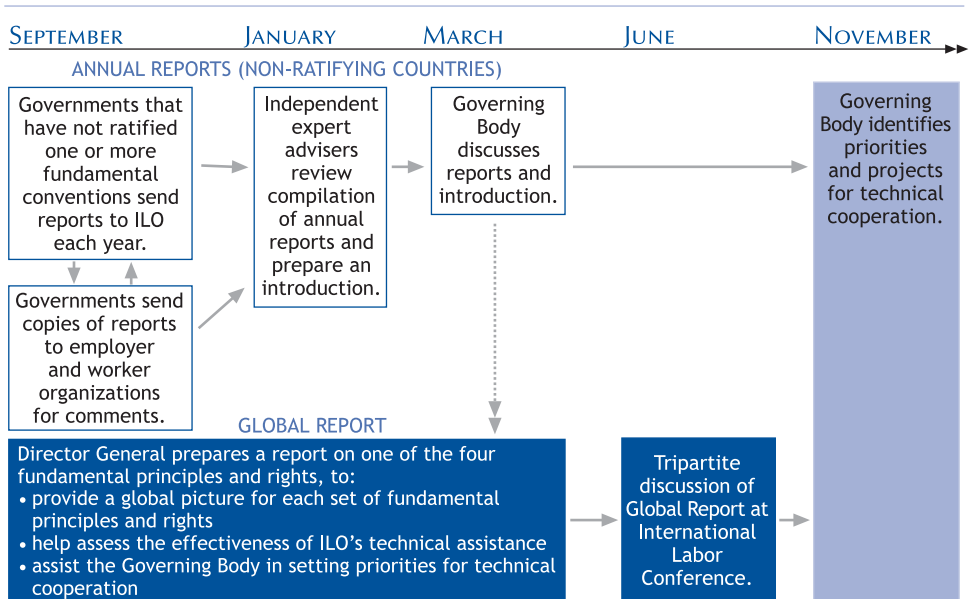 SEPTEMBER
JANUARY
MARCH
JUNE
NOVEMBER
ANNUAL REPORTS (NON-RATIFYING COUNTRIES)
Governments that
have not ratified
one or more
fundamental
conventions send
reports to ILO
each year.
Governments send
copies of reports
to employer
and worker
organizations
for comments.
Independent
expert
advisers
review
compilation
of annual
reports and
prepare an
introduction.
Governing
Body
discusses
reports and
introduction.
Governing
Body identifies
priorities
and projects
for technical
cooperation.
GLOBAL REPORT
Director General prepares a report on one of the four
fundamental principles and rights, to:
• provide a global picture for each set of fundamental
principles and rights
• help assess the effectiveness of ILO’s technical assistance
• assist the Governing Body in setting priorities for technical
cooperation
Tripartite
discussion of
Global Report at
International
Labor
Conference.